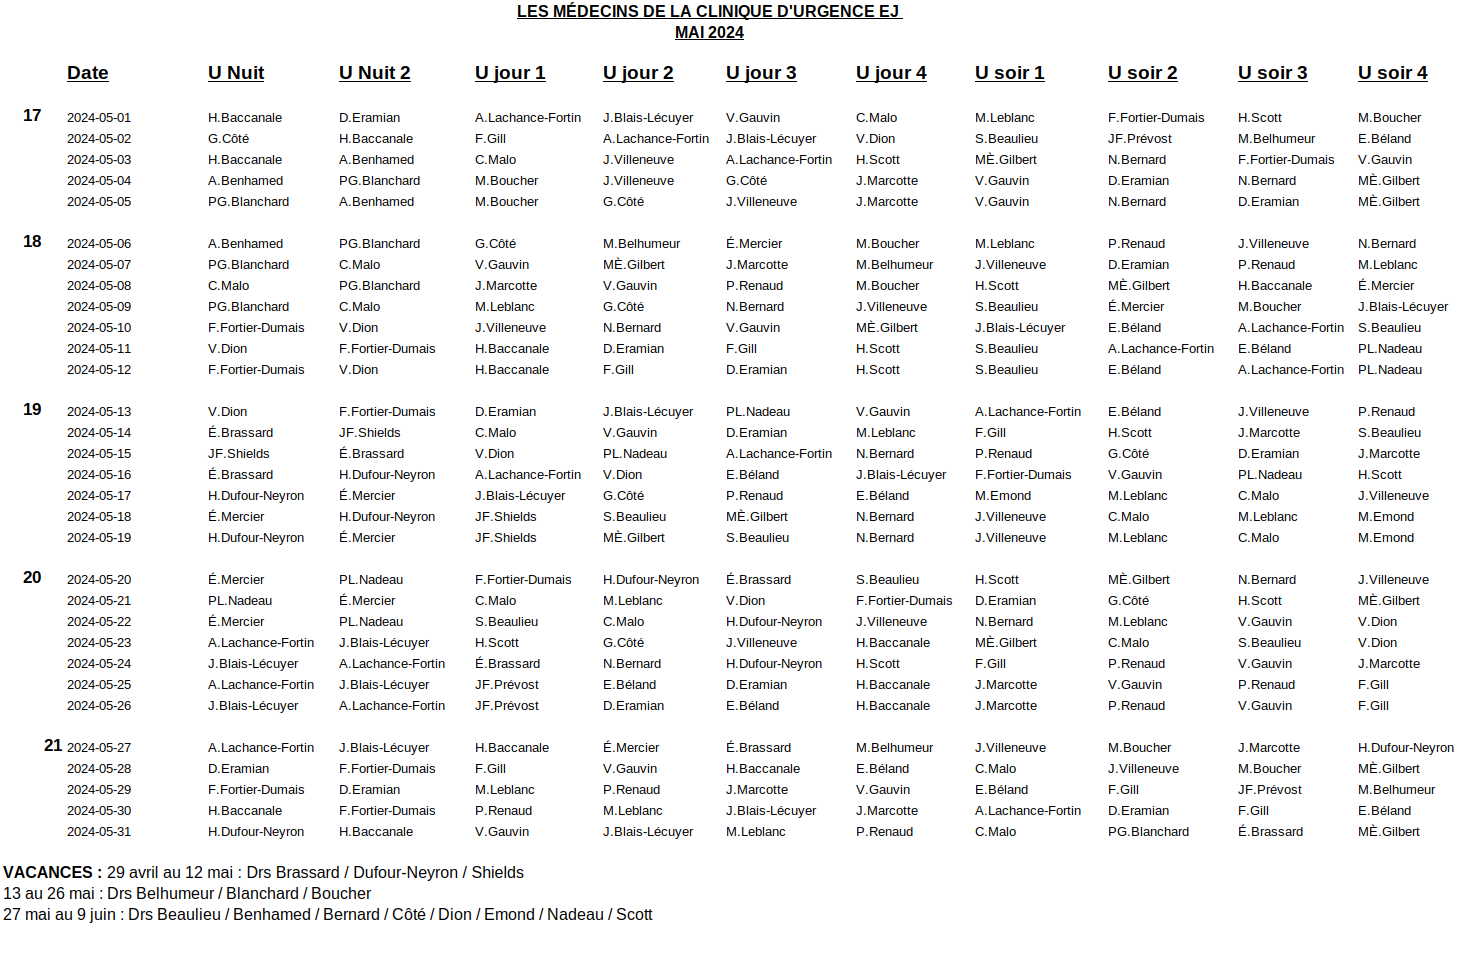 LES MÉDECINS DE LA CLINIQUE D'URGENCE EJ
MAI 2024
Date U Nuit U Nuit 2 U jour 1 U jour 2 U jour 3 U jour 4 U soir 1 U soir 2 U soir 3 U soir 4
17 2024-05-01 H.Baccanale D.Eramian A.Lachance-Fortin J.Blais-Lécuyer V.Gauvin C.Malo M.Leblanc F.Fortier-Dumais H.Scott M.Boucher
2024-05-02 G.Côté H.Baccanale F.Gill A.Lachance-Fortin J.Blais-Lécuyer V.Dion S.Beaulieu JF.Prévost M.Belhumeur E.Béland
2024-05-03 H.Baccanale A.Benhamed C.Malo J.Villeneuve A.Lachance-Fortin H.Scott MÈ.Gilbert N.Bernard F.Fortier-Dumais V.Gauvin
2024-05-04 A.Benhamed PG.Blanchard M.Boucher J.Villeneuve G.Côté J.Marcotte V.Gauvin D.Eramian N.Bernard MÈ.Gilbert
2024-05-05 PG.Blanchard A.Benhamed M.Boucher G.Côté J.Villeneuve J.Marcotte V.Gauvin N.Bernard D.Eramian MÈ.Gilbert
18 2024-05-06 A.Benhamed PG.Blanchard G.Côté M.Belhumeur É.Mercier M.Boucher M.Leblanc P.Renaud J.Villeneuve N.Bernard
2024-05-07 PG.Blanchard C.Malo V.Gauvin MÈ.Gilbert J.Marcotte M.Belhumeur J.Villeneuve D.Eramian P.Renaud M.Leblanc
2024-05-08 C.Malo PG.Blanchard J.Marcotte V.Gauvin P.Renaud M.Boucher H.Scott MÈ.Gilbert H.Baccanale É.Mercier
2024-05-09 PG.Blanchard C.Malo M.Leblanc G.Côté N.Bernard J.Villeneuve S.Beaulieu É.Mercier M.Boucher J.Blais-Lécuyer
2024-05-10 F.Fortier-Dumais V.Dion J.Villeneuve N.Bernard V.Gauvin MÈ.Gilbert J.Blais-Lécuyer E.Béland A.Lachance-Fortin S.Beaulieu
2024-05-11 V.Dion F.Fortier-Dumais H.Baccanale D.Eramian F.Gill H.Scott S.Beaulieu A.Lachance-Fortin E.Béland PL.Nadeau
2024-05-12 F.Fortier-Dumais V.Dion H.Baccanale F.Gill D.Eramian H.Scott S.Beaulieu E.Béland A.Lachance-Fortin PL.Nadeau
19 2024-05-13 V.Dion F.Fortier-Dumais D.Eramian J.Blais-Lécuyer PL.Nadeau V.Gauvin A.Lachance-Fortin E.Béland J.Villeneuve P.Renaud
2024-05-14 É.Brassard JF.Shields C.Malo V.Gauvin D.Eramian M.Leblanc F.Gill H.Scott J.Marcotte S.Beaulieu
2024-05-15 JF.Shields É.Brassard V.Dion PL.Nadeau A.Lachance-Fortin N.Bernard P.Renaud G.Côté D.Eramian J.Marcotte
2024-05-16 É.Brassard H.Dufour-Neyron A.Lachance-Fortin V.Dion E.Béland J.Blais-Lécuyer F.Fortier-Dumais V.Gauvin PL.Nadeau H.Scott
2024-05-17 H.Dufour-Neyron É.Mercier J.Blais-Lécuyer G.Côté P.Renaud E.Béland M.Emond M.Leblanc C.Malo J.Villeneuve
2024-05-18 É.Mercier H.Dufour-Neyron JF.Shields S.Beaulieu MÈ.Gilbert N.Bernard J.Villeneuve C.Malo M.Leblanc M.Emond
2024-05-19 H.Dufour-Neyron É.Mercier JF.Shields MÈ.Gilbert S.Beaulieu N.Bernard J.Villeneuve M.Leblanc C.Malo M.Emond
20 2024-05-20 É.Mercier PL.Nadeau F.Fortier-Dumais H.Dufour-Neyron É.Brassard S.Beaulieu H.Scott MÈ.Gilbert N.Bernard J.Villeneuve
2024-05-21 PL.Nadeau É.Mercier C.Malo M.Leblanc V.Dion F.Fortier-Dumais D.Eramian G.Côté H.Scott MÈ.Gilbert
2024-05-22 É.Mercier PL.Nadeau S.Beaulieu C.Malo H.Dufour-Neyron J.Villeneuve N.Bernard M.Leblanc V.Gauvin V.Dion
2024-05-23 A.Lachance-Fortin J.Blais-Lécuyer H.Scott G.Côté J.Villeneuve H.Baccanale MÈ.Gilbert C.Malo S.Beaulieu V.Dion
2024-05-24 J.Blais-Lécuyer A.Lachance-Fortin É.Brassard N.Bernard H.Dufour-Neyron H.Scott F.Gill P.Renaud V.Gauvin J.Marcotte
2024-05-25 A.Lachance-Fortin J.Blais-Lécuyer JF.Prévost E.Béland D.Eramian H.Baccanale J.Marcotte V.Gauvin P.Renaud F.Gill
2024-05-26 J.Blais-Lécuyer A.Lachance-Fortin JF.Prévost D.Eramian E.Béland H.Baccanale J.Marcotte P.Renaud V.Gauvin F.Gill
21 2024-05-27 A.Lachance-Fortin J.Blais-Lécuyer H.Baccanale É.Mercier É.Brassard M.Belhumeur J.Villeneuve M.Boucher J.Marcotte H.Dufour-Neyron
2024-05-28 D.Eramian F.Fortier-Dumais F.Gill V.Gauvin H.Baccanale E.Béland C.Malo J.Villeneuve M.Boucher MÈ.Gilbert
2024-05-29 F.Fortier-Dumais D.Eramian M.Leblanc P.Renaud J.Marcotte V.Gauvin E.Béland F.Gill JF.Prévost M.Belhumeur
2024-05-30 H.Baccanale F.Fortier-Dumais P.Renaud M.Leblanc J.Blais-Lécuyer J.Marcotte A.Lachance-Fortin D.Eramian F.Gill E.Béland
2024-05-31 H.Dufour-Neyron H.Baccanale V.Gauvin J.Blais-Lécuyer M.Leblanc P.Renaud C.Malo PG.Blanchard É.Brassard MÈ.Gilbert
VACANCES : 29 avril au 12 mai : Drs Brassard / Dufour-Neyron / Shields
13 au 26 mai : Drs Belhumeur / Blanchard / Boucher
27 mai au 9 juin : Drs Beaulieu / Benhamed / Bernard / Côté / Dion / Emond / Nadeau / Scott